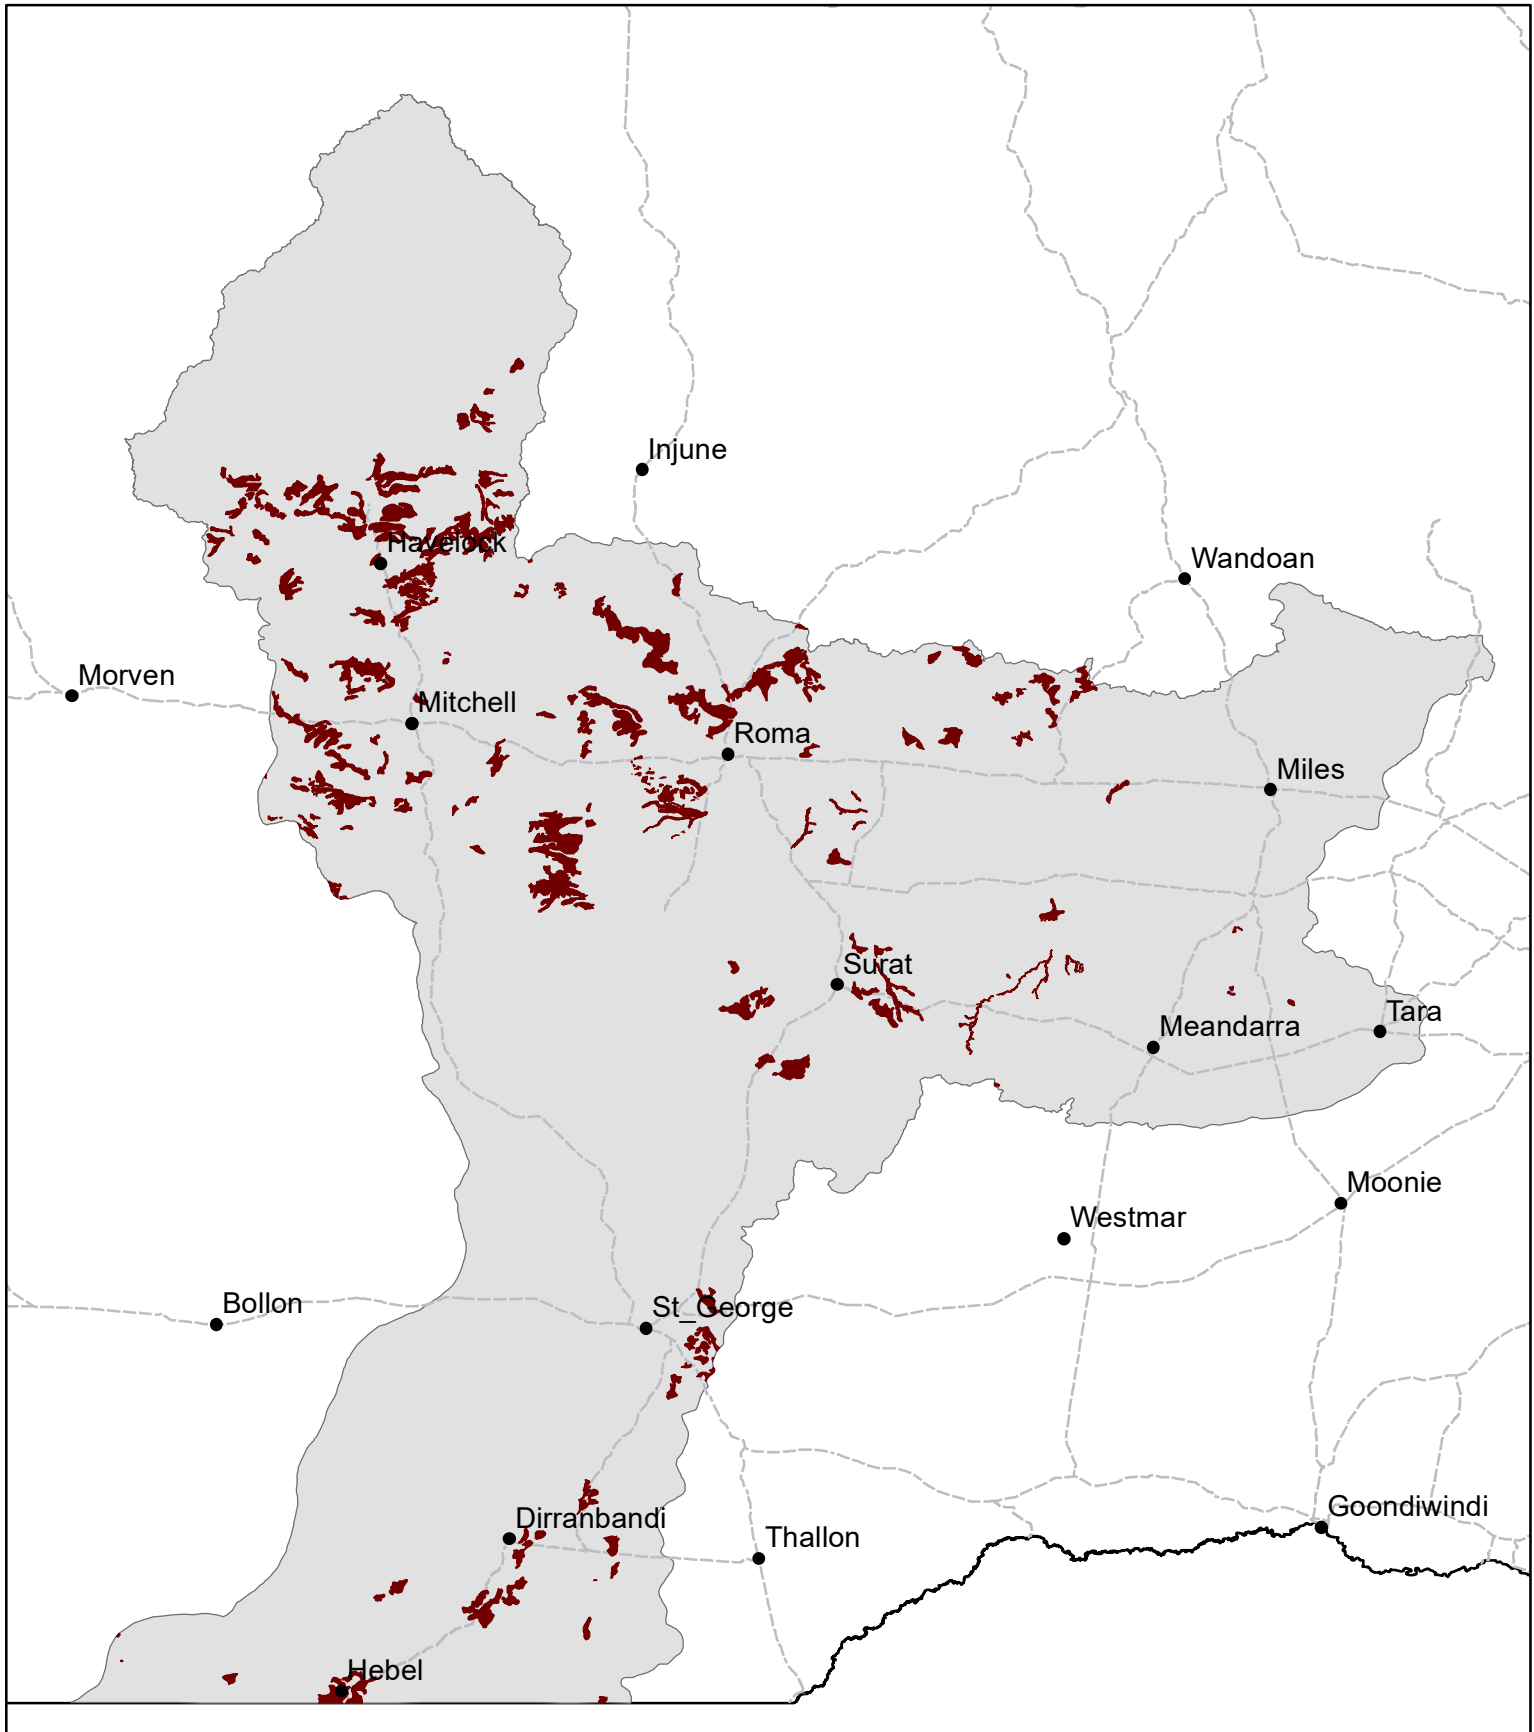 Injune
Havelock
Wandoan
Morven
Mitchell
Roma
Miles
Surat
Tara
Meandarra
Moonie
Westmar
Bollon
St_George
Goondiwindi
Dirranbandi
Thallon
Hebel